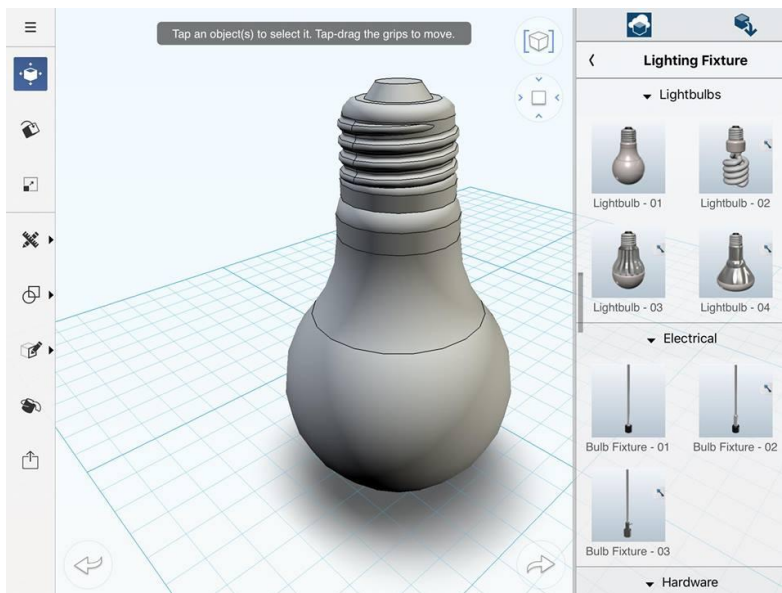 Tap an object(s) to select it. Tap-drag the grips to move.
Lighting Fixture
Lightbulbs
Lightbulb - 01
Lightbulb - 02
Lightbulb - 03
Lightbulb - 04
Electrical
Bulb Fixture - 01
Bulb Fixture - 02
Bulb Fixture - 03
Hardware